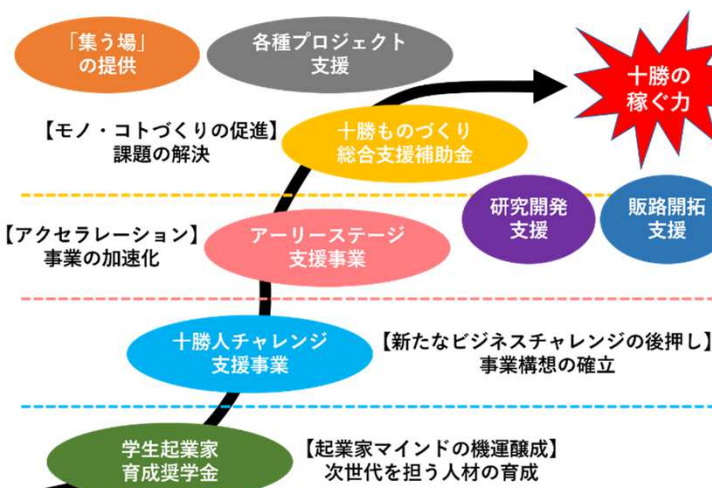 「集う場」
の提供
各種プロジェクト
支援
十勝の
稼ぐ力
【モノ・コトづくりの促進】
課題の解決
十勝ものづくり
総合支援補助金
研究開発
支援
販路開拓
支援
【アクセラレーション】
事業の加速化
アーリーステージ
支援事業
十勝人チャレンジ
支援事業
【新たなビジネスチャレンジの後押し】
事業構想の確立
学生起業家
育成奨学金
【起業家マインドの機運醸成】
次世代を担う人材の育成